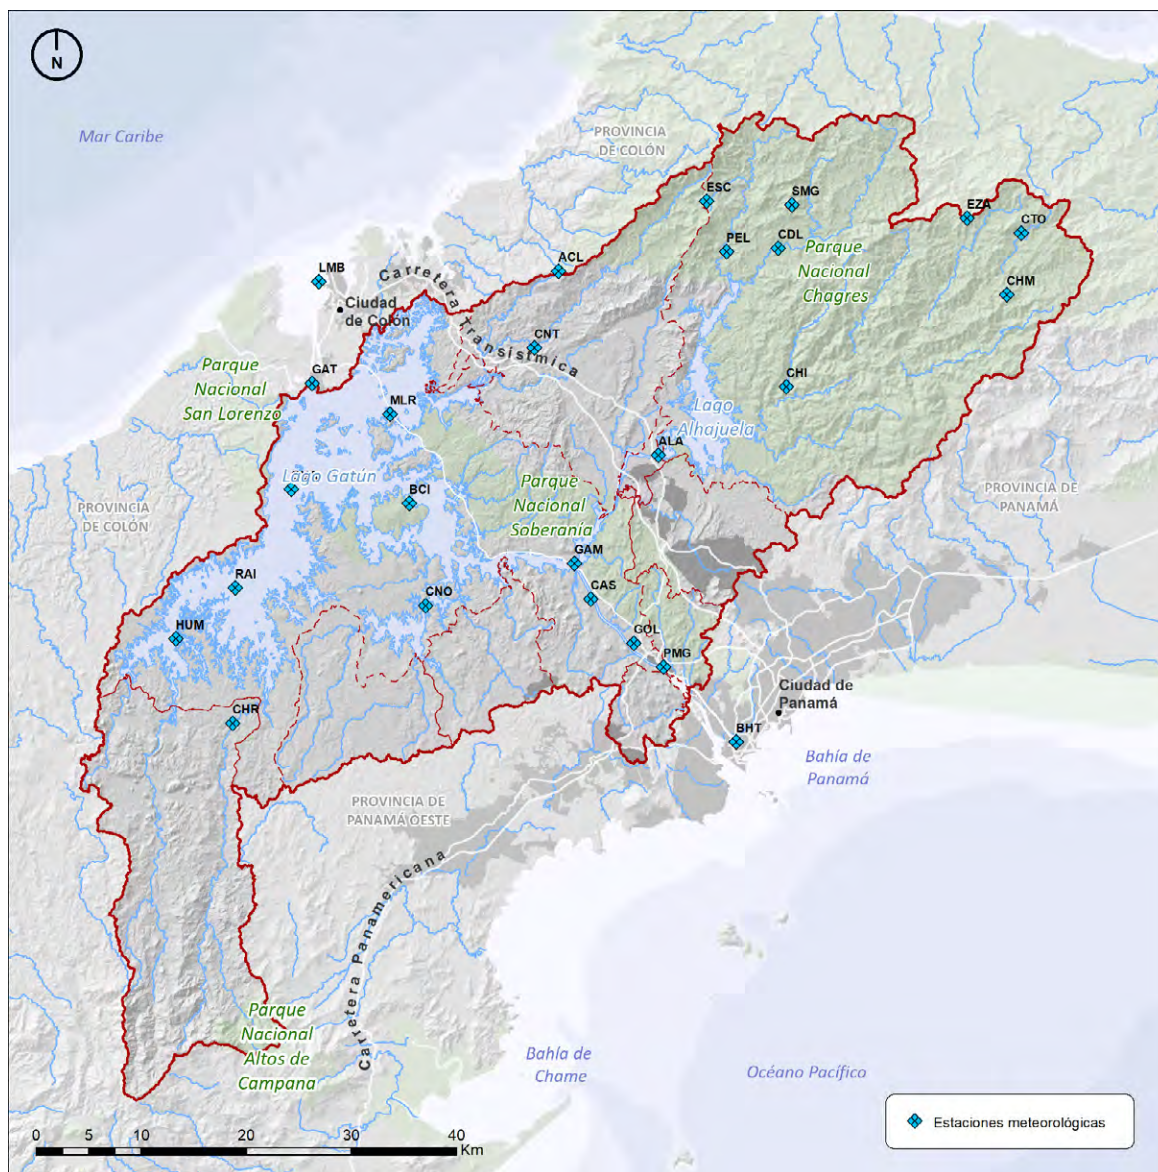 N
Mar Caribe
PROVINCIA
DE COLÓN
ESC
SMG
EZA
CTO
PEL
CDL
Parque
Nacional
Chagres
ACL
CHM
LMB
Carretera Transístmica
Ciudad
de Colón
CNT
Parque
Nacional
San Lorenzo
GAT
MLR
CHI
Lago
Alhajuela
ALA
Lago Gatún
BCI
Parque
Nacional
Soberanía
PROVINCIA
DE COLÓN
PROVINCIA DE
PANAMÁ
GAM
RAI
CNO
CAS
HUM
GOL
PMG
CHR
Ciudad de
Panamá
BHT
Bahía de
Panamá
PROVINCIA DE
PANAMÁ OESTE
Carretera Panamericana
Parque
Nacional
Altos de
Campana
Bahía de
Chame
Océano Pacífico
Estaciones meteorológicas
0 5 10 20 30 40
Km